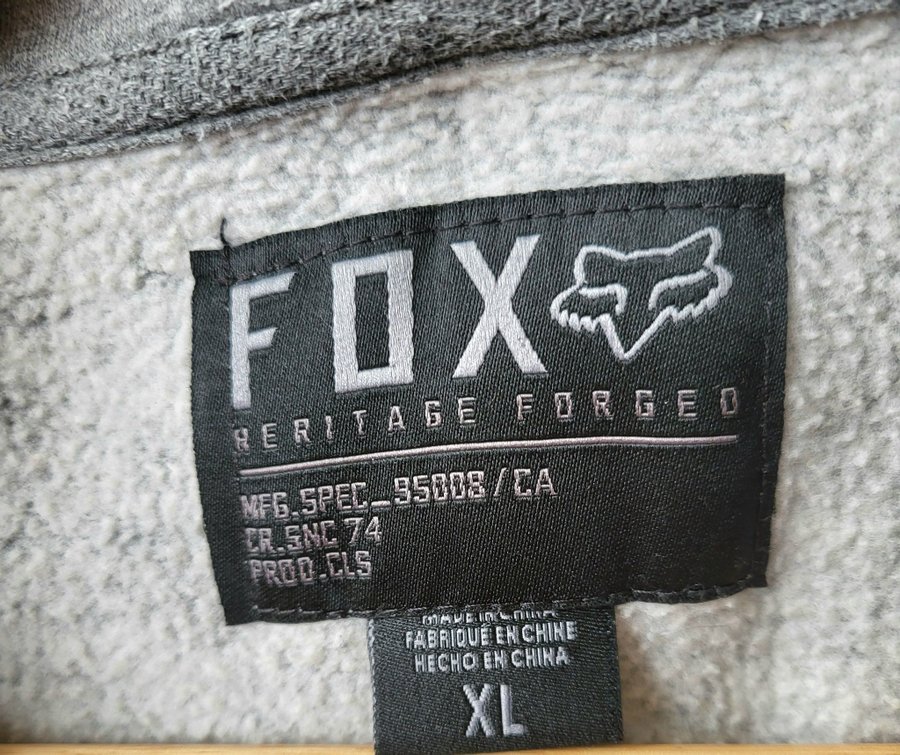 FOX
HERITAGE FORGED
MFG.SPEC_95008/CA
CR.SNC 74
PROD.CLS
MADE IN CHINA
FABRIQUÉ EN CHINE
HECHO EN CHINA
XL